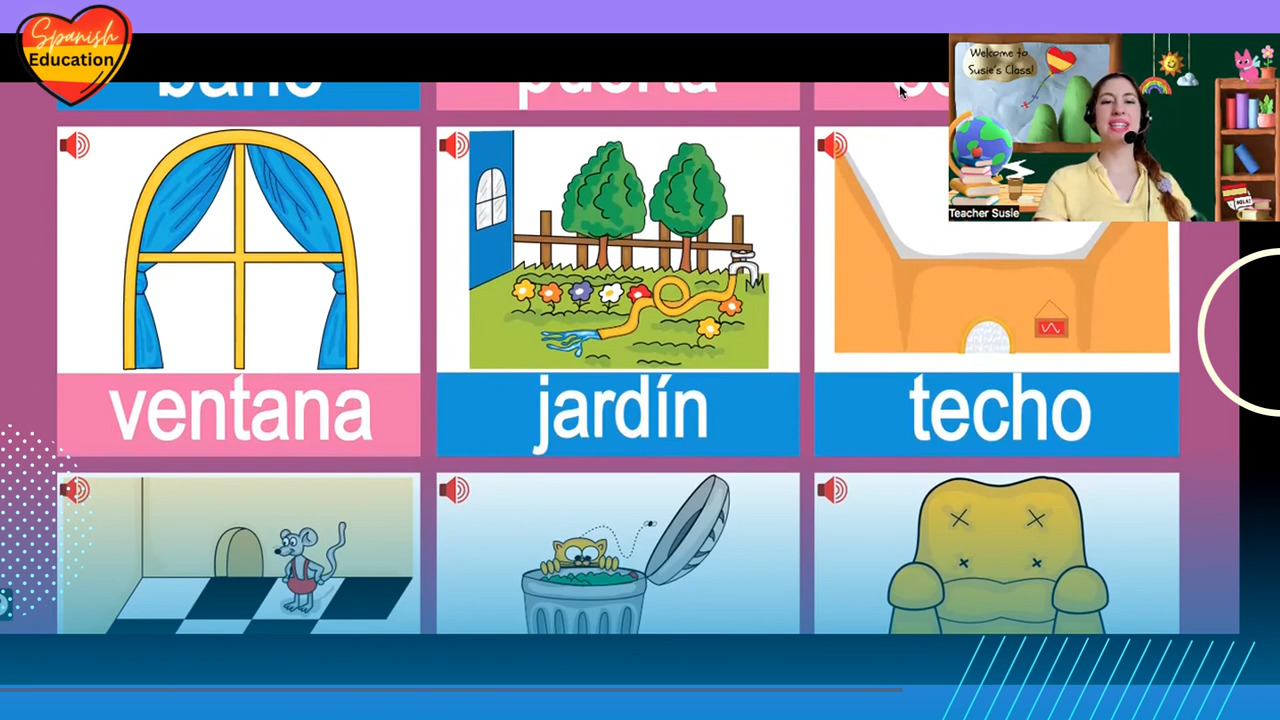 Spanish
Education
baño
puerta
Welcome to
Susie's Class!
Teacher Susie
ventana
jardín
techo